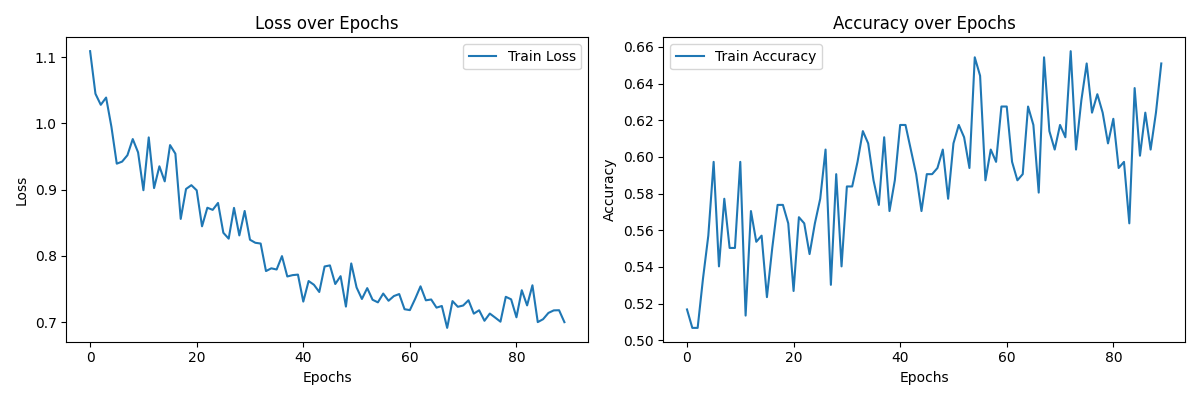 Loss over Epochs
Train Loss
1.1
1.0
0.9
0.8
0.7
Loss
0 20 40 60 80
Epochs
Accuracy over Epochs
Train Accuracy
0.66
0.64
0.62
0.60
0.58
0.56
0.54
0.52
0.50
Accuracy
0 20 40 60 80
Epochs